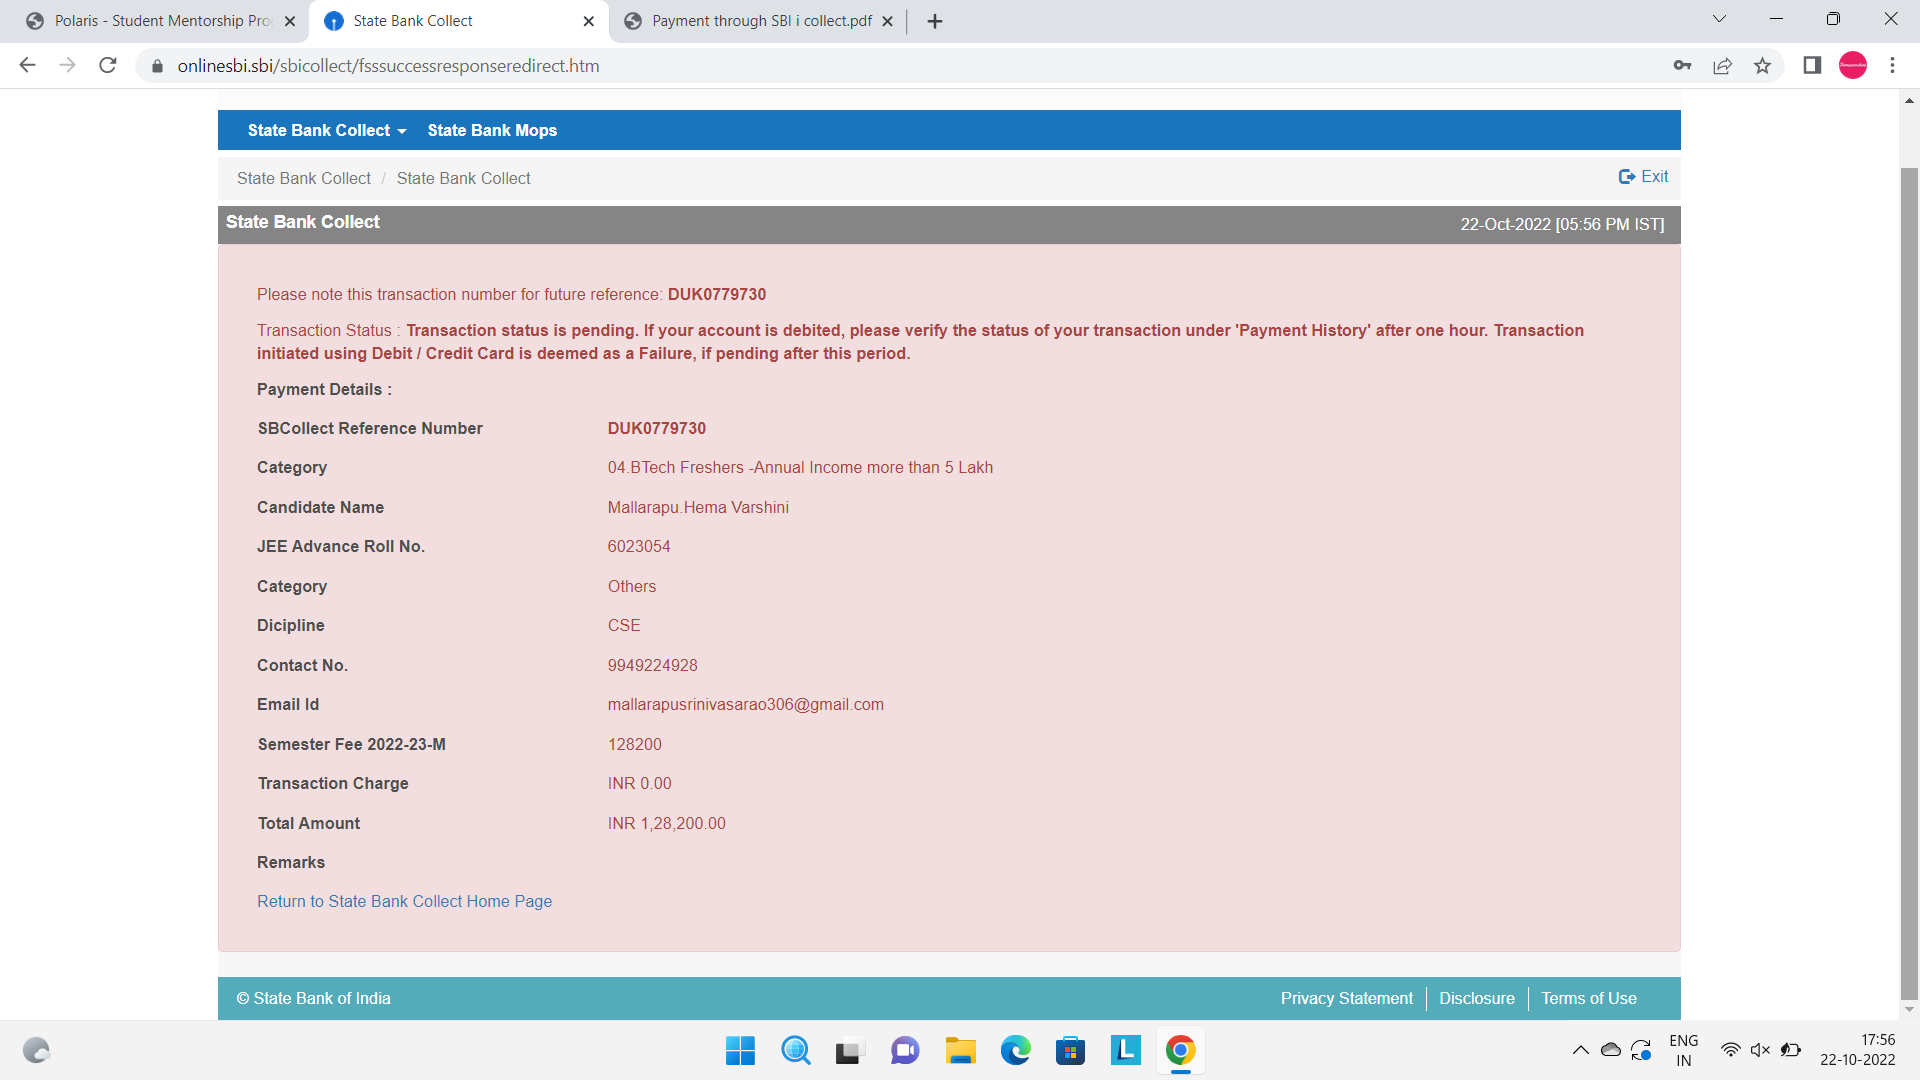 Polaris - Student Mentorship Pro
State Bank Collect
Payment through SBI i collect.pdf
onlinesbi.sbi/sbicollect/fsssuccessresponseredirect.htm
State Bank Collect State Bank Mops
State Bank Collect / State Bank Collect
Exit
State Bank Collect
22-Oct-2022 [05:56 PM IST]
Please note this transaction number for future reference: DUK0779730
Transaction Status : Transaction status is pending. If your account is debited, please verify the status of your transaction under 'Payment History' after one hour. Transaction
initiated using Debit / Credit Card is deemed as a Failure, if pending after this period.
Payment Details :
SBCollect Reference Number DUK0779730
Category 04.BTech Freshers -Annual Income more than 5 Lakh
Candidate Name Mallarapu.Hema Varshini
JEE Advance Roll No. 6023054
Category Others
Dicipline CSE
Contact No. 9949224928
Email Id mallarapusrinivasarao306@gmail.com
Semester Fee 2022-23-M 128200
Transaction Charge INR 0.00
Total Amount INR 1,28,200.00
Remarks
Return to State Bank Collect Home Page
© State Bank of India
Privacy Statement Disclosure Terms of Use
ENG
IN
17:56
22-10-2022